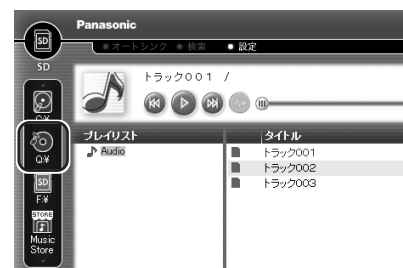 Panasonic
SD
● オートシング ● 検索 ● 設定
SD
トラック001 /
C:¥
Q:¥
プレイリスト
タイトル
Audio
トラック001
トラック002
トラック003
SD
F:¥
STORE
Music
Store